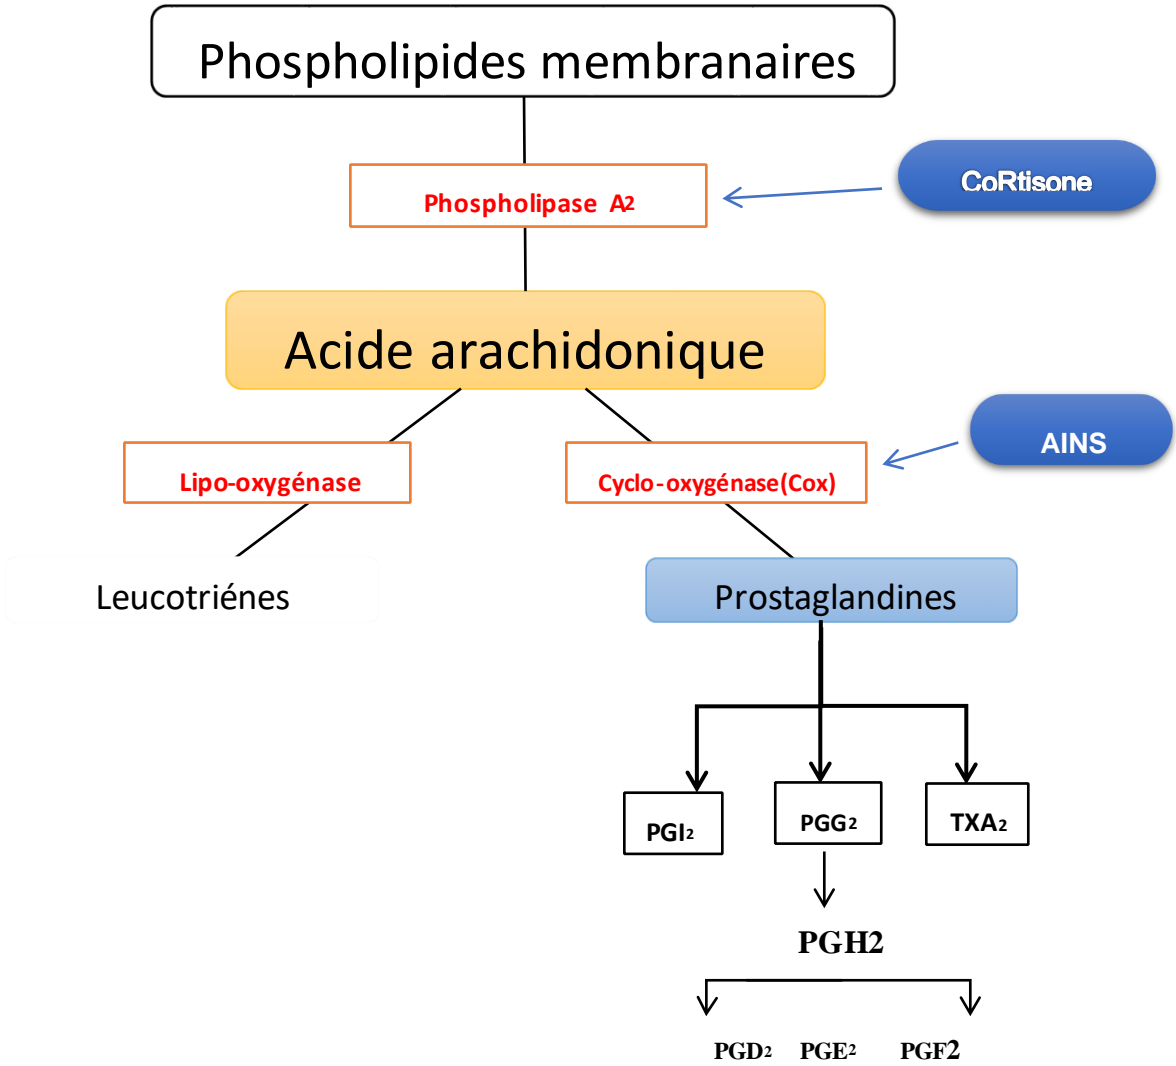 Phospholipides membranaires
CoRtisone
Phospholipase A2
Acide arachidonique
AINS
Lipo-oxygénase
Cyclo-oxygénase(Cox)
Leucotriénes
Prostaglandines
PGI2
PGG2
TXA2
PGH2
PGD2 PGE2 PGF2